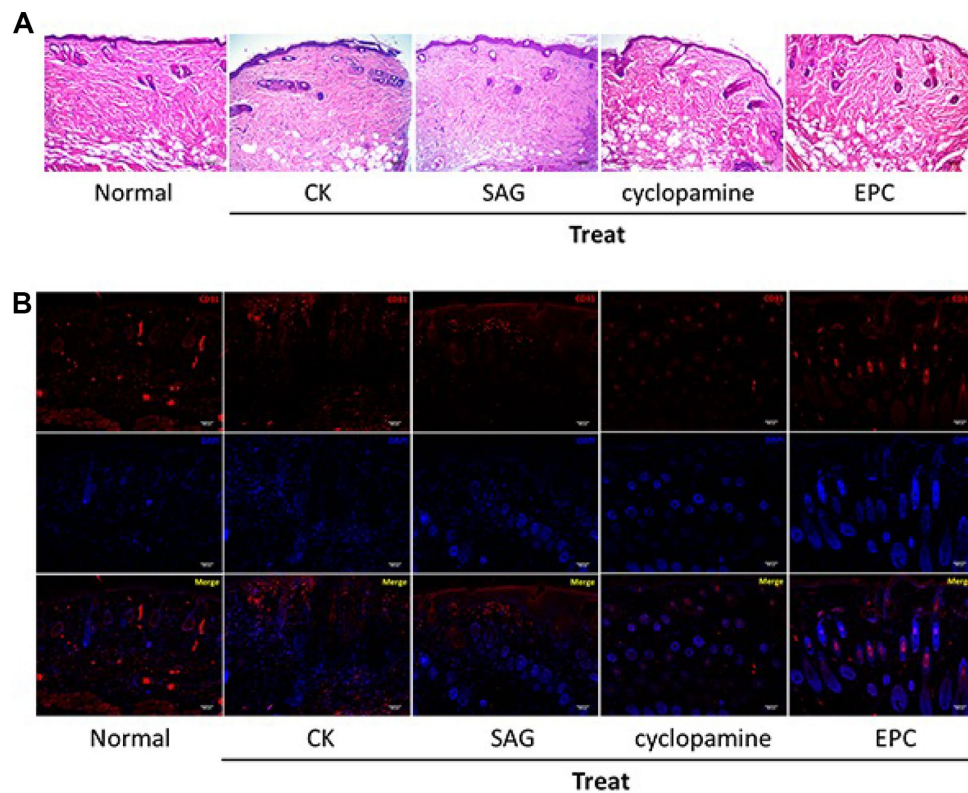 A
Normal CK SAG cyclopamine EPC
Treat
B
CD31 CD31 CD31 CD31 CD31
DAPI DAPI DAPI DAPI DAPI
Merge Merge Merge Merge Merge
Normal CK SAG cyclopamine EPC
Treat